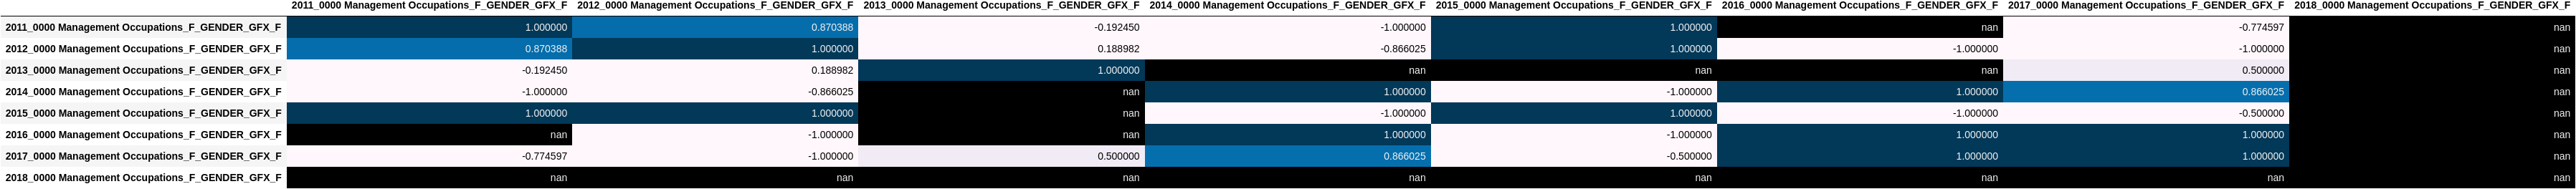 2011_0000 Management Occupations_F_GENDER_GFX_F 2012_0000 Management Occupations_F_GENDER_GFX_F 2013_0000 Management Occupations_F_GENDER_GFX_F 2014_0000 Management Occupations_F_GENDER_GFX_F 2015_0000 Management Occupations_F_GENDER_GFX_F 2016_0000 Management Occupations_F_GENDER_GFX_F 2017_0000 Management Occupations_F_GENDER_GFX_F 2018_0000 Management Occupations_F_GENDER_GFX_F
2011_0000 Management Occupations_F_GENDER_GFX_F 1.000000 0.870388 -0.192450 -1.000000 1.000000 nan -0.774597 nan
2012_0000 Management Occupations_F_GENDER_GFX_F 0.870388 1.000000 0.188982 -0.866025 1.000000 -1.000000 -1.000000 nan
2013_0000 Management Occupations_F_GENDER_GFX_F -0.192450 0.188982 1.000000 nan nan nan 0.500000 nan
2014_0000 Management Occupations_F_GENDER_GFX_F -1.000000 -0.866025 nan 1.000000 -1.000000 1.000000 0.866025 nan
2015_0000 Management Occupations_F_GENDER_GFX_F 1.000000 1.000000 nan -1.000000 1.000000 -1.000000 -0.500000 nan
2016_0000 Management Occupations_F_GENDER_GFX_F nan -1.000000 nan 1.000000 -1.000000 1.000000 1.000000 nan
2017_0000 Management Occupations_F_GENDER_GFX_F -0.774597 -1.000000 0.500000 0.866025 -0.500000 1.000000 1.000000 nan
2018_0000 Management Occupations_F_GENDER_GFX_F nan nan nan nan nan nan nan nan